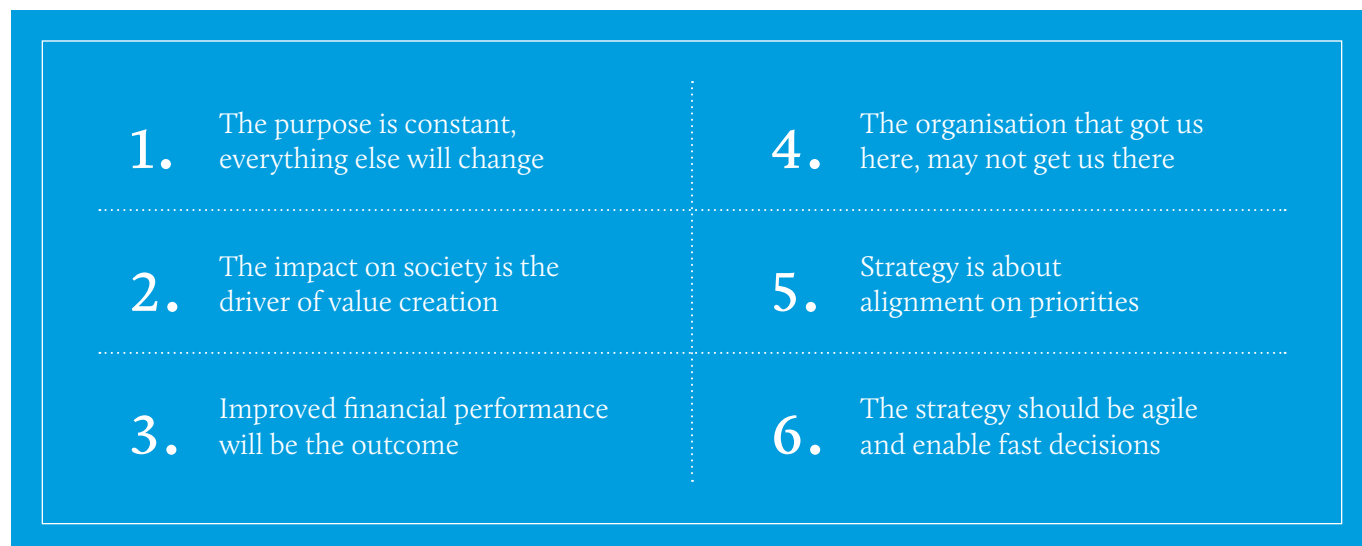 1.
The purpose is constant,
everything else will change
2.
The impact on society is the
driver of value creation
3.
Improved financial performance
will be the outcome
4.
The organisation that got us
here, may not get us there
5.
Strategy is about
alignment on priorities
6.
The strategy should be agile
and enable fast decisions